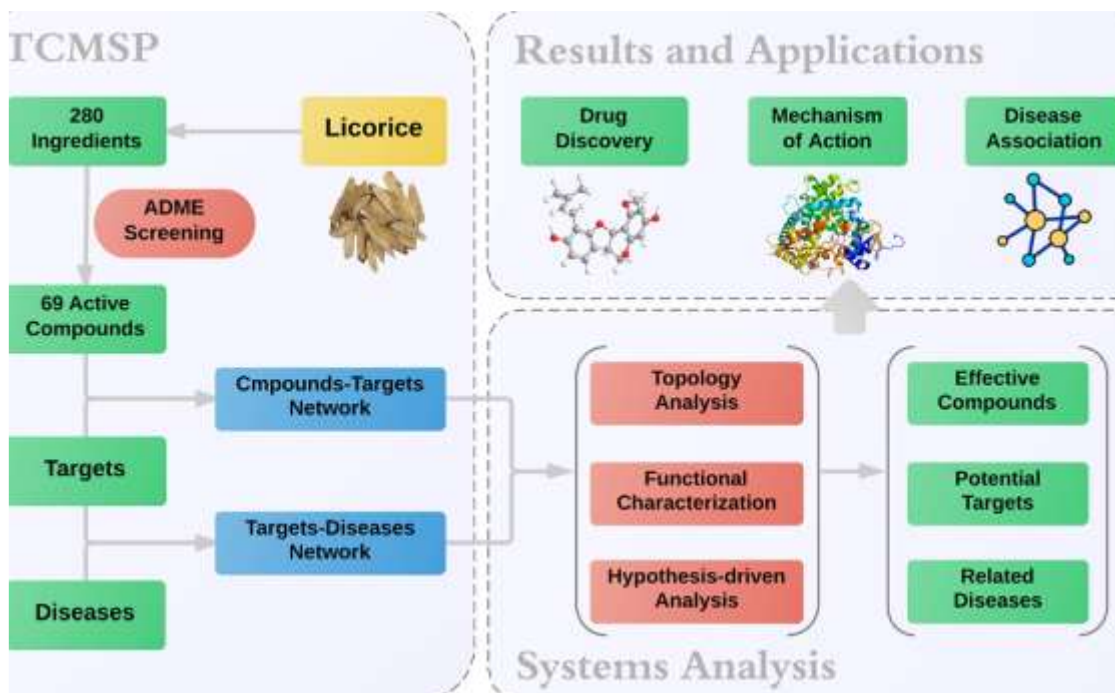 TCMSP
280
Ingredients
Licorice
ADME
Screening
69 Active
Compounds
Cmpounds-Targets
Network
Targets
Targets-Diseases
Network
Diseases
Results and Applications
Drug
Discovery
Mechanism
of Action
Disease
Association
Topology
Analysis
Functional
Characterization
Hypothesis-driven
Analysis
Effective
Compounds
Potential
Targets
Related
Diseases
Systems Analysis